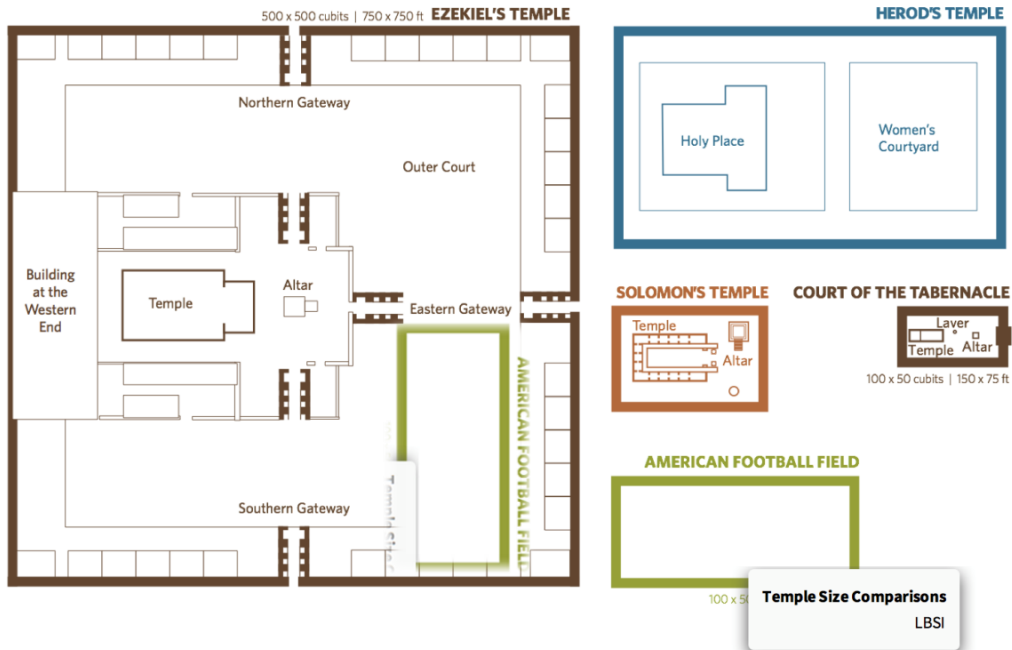 500 x 500 cubits | 750 x 750 ft EZEKIEL'S TEMPLE
Northern Gateway
Outer Court
Building
at the
Western
End
Temple
Altar
Eastern Gateway
AMERICAN FOOTBALL FIELD
Southern Gateway
HEROD'S TEMPLE
Holy Place
Women's
Courtyard
SOLOMON'S TEMPLE
Temple
Altar
COURT OF THE TABERNACLE
Laver
Temple
Altar
100 x 50 cubits | 150 x 75 ft
AMERICAN FOOTBALL FIELD
100 x 5
Temple Size Comparisons
LBSI